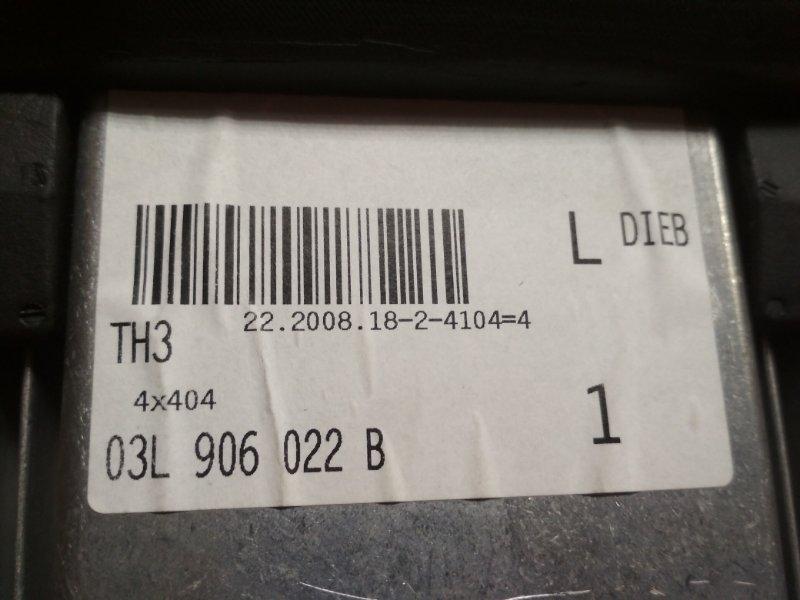 L DIEB
22.2008.18-2-4104=4
TH3
4x404
1
03L 906 022 B